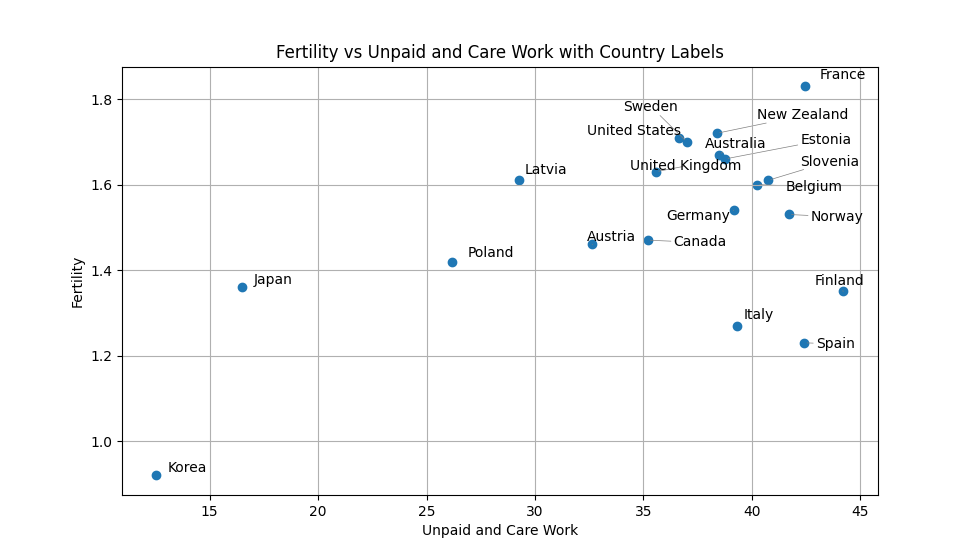 Fertility vs Unpaid and Care Work with Country Labels
France
1.8
Sweden
New Zealand
United States
Australia
Estonia
Slovenia
United Kingdom
Latvia
1.6
Belgium
Germany
Norway
Austria
Canada
Poland
Fertility
1.4
Japan
Finland
Italy
1.2
Spain
1.0
Korea
15 20 25 30 35 40 45
Unpaid and Care Work